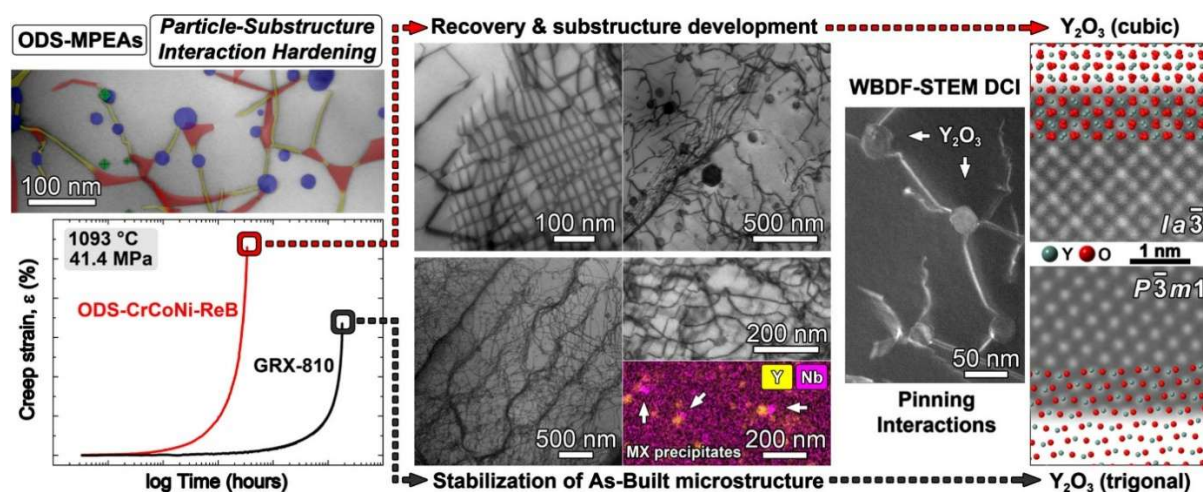 ODS-MPEAs
Particle-Substructure
Interaction Hardening
100 nm
1093 °C
41.4 MPa
ODS-CrCoNi-ReB
GRX-810
Creep strain, ε (%)
log Time (hours)
Recovery & substructure development
100 nm
500 nm
500 nm
200 nm
Y
Nb
MX precipitates
200 nm
Stabilization of As-Built microstructure
WBDF-STEM DCI
Y₂O₃
50 nm
Pinning
Interactions
Y₂O₃ (cubic)
Ia3̅
Y
O
1 nm
P3̅m1
Y₂O₃ (trigonal)